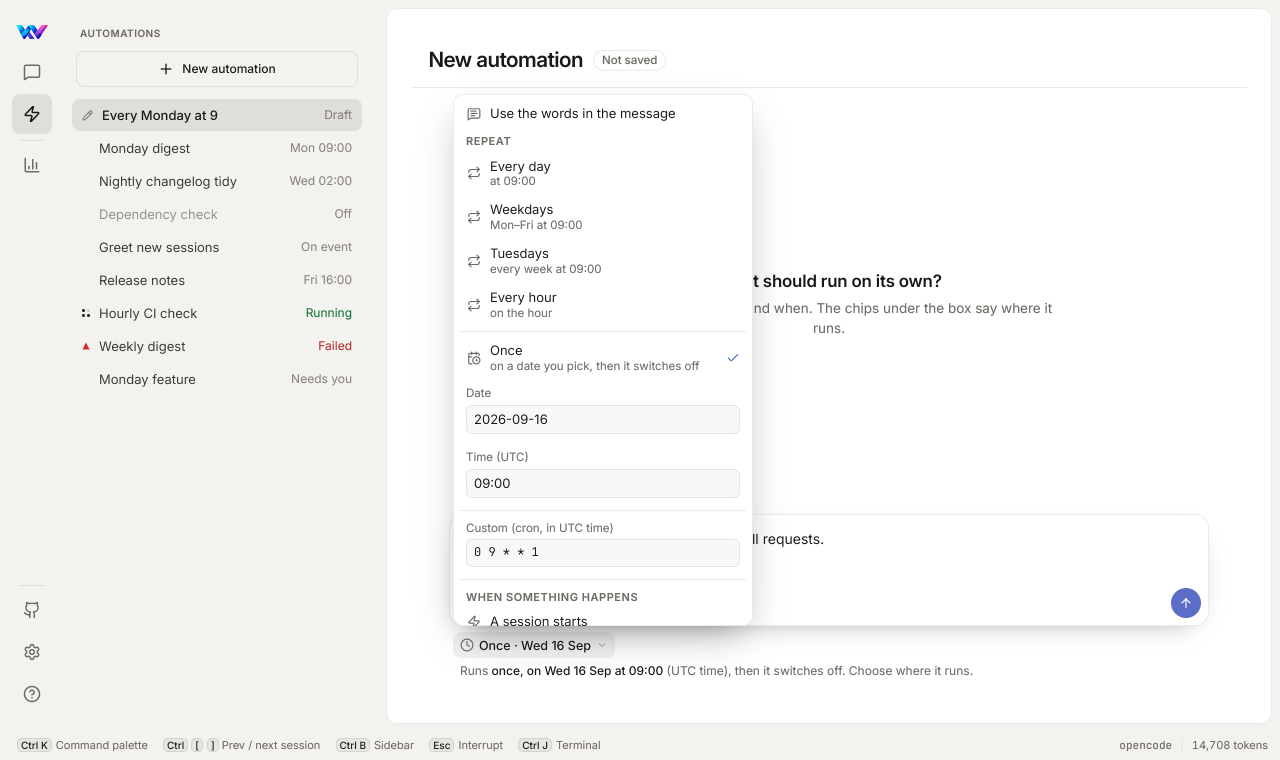 AUTOMATIONS
New automation
Every Monday at 9 Draft
Monday digest Mon 09:00
Nightly changelog tidy Wed 02:00
Dependency check Off
Greet new sessions On event
Release notes Fri 16:00
Hourly CI check Running
Weekly digest Failed
Monday feature Needs you
New automation Not saved
Use the words in the message
REPEAT
Every day
at 09:00
Weekdays
Mon–Fri at 09:00
Tuesdays
every week at 09:00
Every hour
on the hour
Once
on a date you pick, then it switches off
Date
2026-09-16
Time (UTC)
09:00
Custom (cron, in UTC time)
0 9 * * 1
WHEN SOMETHING HAPPENS
A session starts
should run on its own?
when. The chips under the box say where it
runs.
requests.
Once · Wed 16 Sep
Runs once, on Wed 16 Sep at 09:00 (UTC time), then it switches off. Choose where it runs.
Ctrl K Command palette Ctrl [ ] Prev / next session Ctrl B Sidebar Esc Interrupt Ctrl J Terminal
opencode 14,708 tokens